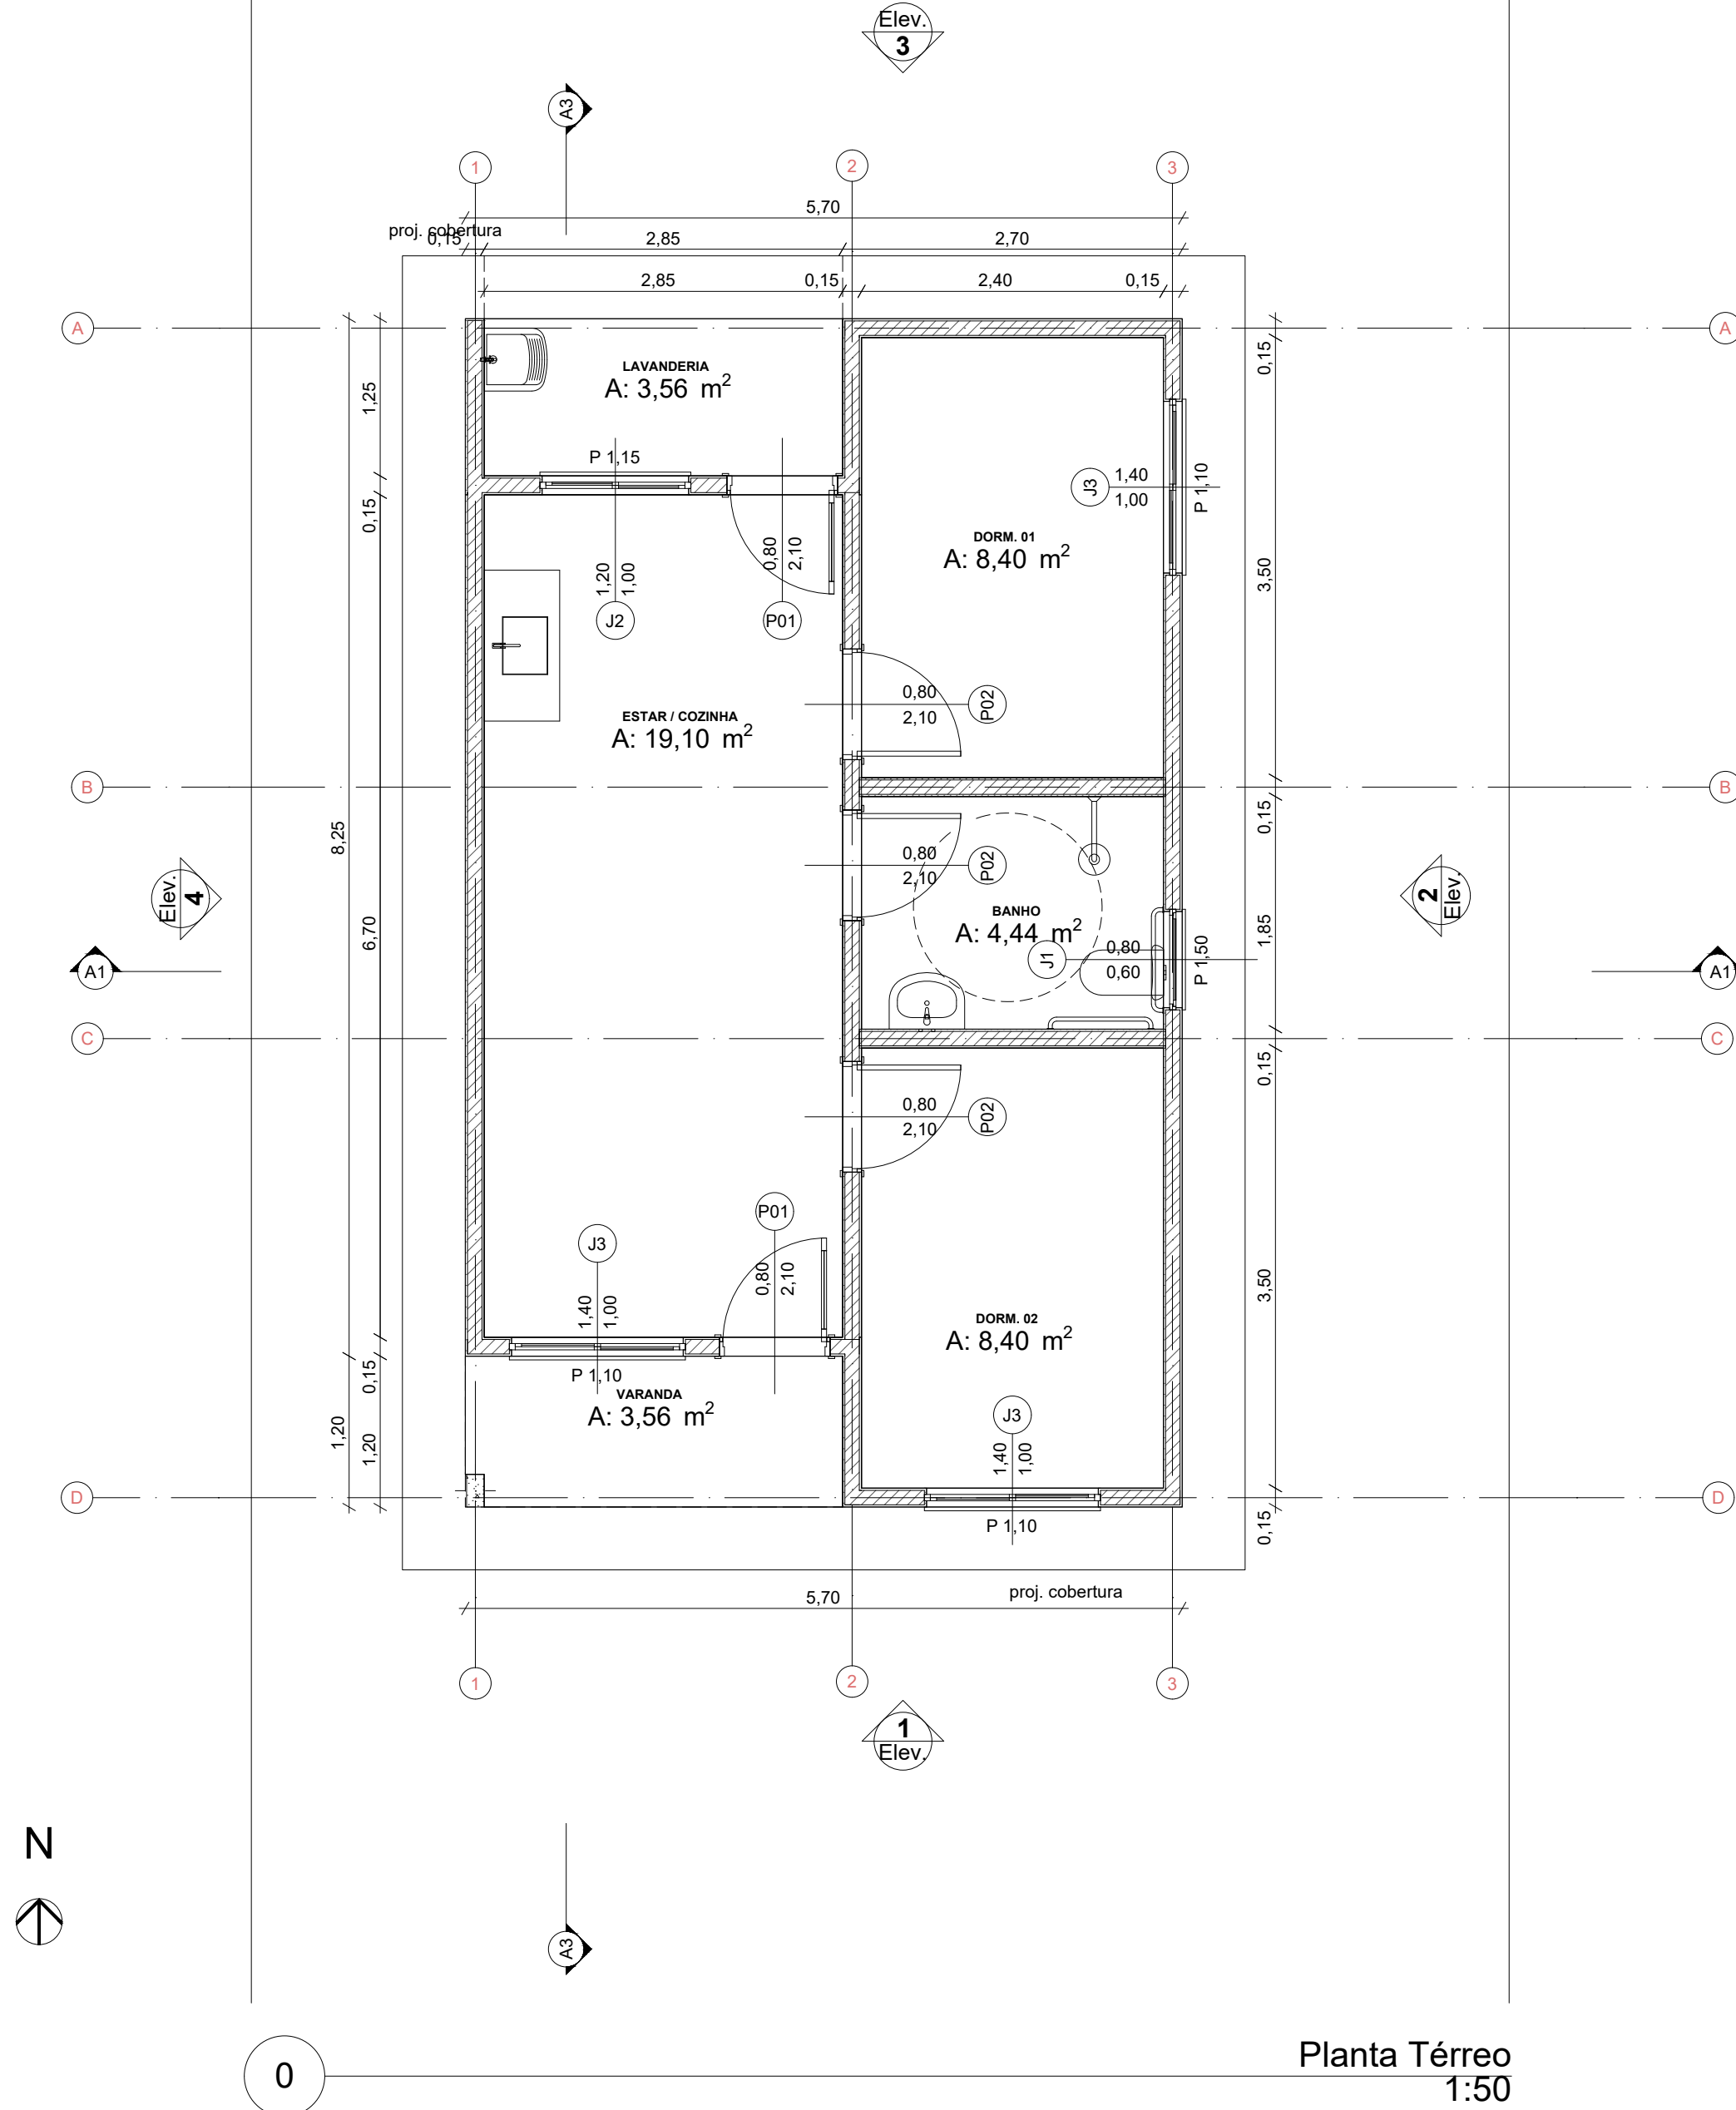 Elev.
3
A3
1
2
3
5,70
proj. cobertura
0,15
2,85
2,70
2,85
0,15
2,40
0,15
A
A
1,25
0,15
LAVANDERIA
A: 3,56 m²
0,15
P 1,15
J3
1,40
1,00
P 1,10
0,80
2,10
DORM. 01
A: 8,40 m²
3,50
1,20
1,00
J2
P01
0,80
2,10
P02
ESTAR / COZINHA
A: 19,10 m²
B
B
8,25
0,15
0,80
2,10
P02
Elev.
4
2
Elev.
BANHO
A: 4,44 m²
6,70
1,85
J1
0,80
0,60
P 1,50
A1
A1
C
C
0,15
0,80
2,10
P02
P01
J3
0,80
2,10
1,40
1,00
3,50
DORM. 02
A: 8,40 m²
P 1,10
0,15
VARANDA
A: 3,56 m²
J3
1,20
1,20
1,40
1,00
D
D
P 1,10
0,15
5,70
proj. cobertura
1
2
3
1
Elev.
N
A3
0
Planta Térreo
1:50